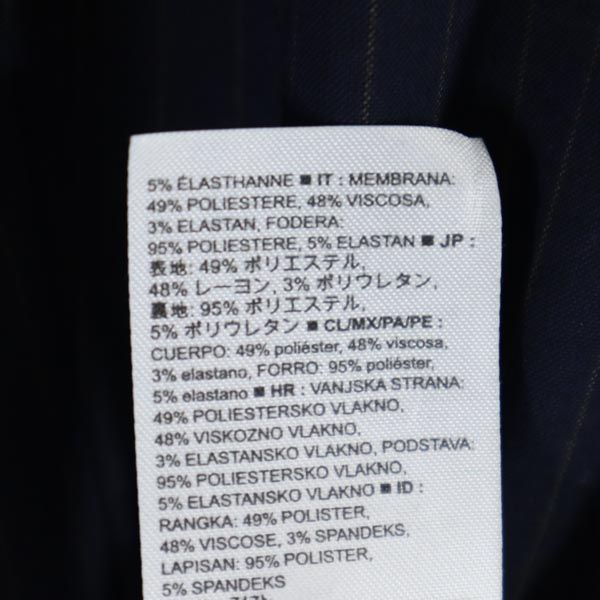 5% ÉLASTHANNE ■ IT : MEMBRANA:
49% POLIESTERE, 48% VISCOSA,
3% ELASTAN, FODERA:
95% POLIESTERE, 5% ELASTAN ■ JP :
表地: 49% ポリエステル,
48% レーヨン, 3% ポリウレタン,
裏地: 95% ポリエステル,
5% ポリウレタン ■ CL/MX/PA/PE :
CUERPO: 49% poliéster, 48% viscosa,
3% elastano, FORRO: 95% poliéster,
5% elastano ■ HR : VANJSKA STRANA:
49% POLIESTERSKO VLAKNO,
48% VISKOZNO VLAKNO,
3% ELASTANSKO VLAKNO, PODSTAVA:
95% POLIESTERSKO VLAKNO,
5% ELASTANSKO VLAKNO ■ ID :
RANGKA: 49% POLISTER,
48% VISCOSE, 3% SPANDEKS,
LAPISAN: 95% POLISTER,
5% SPANDEKS